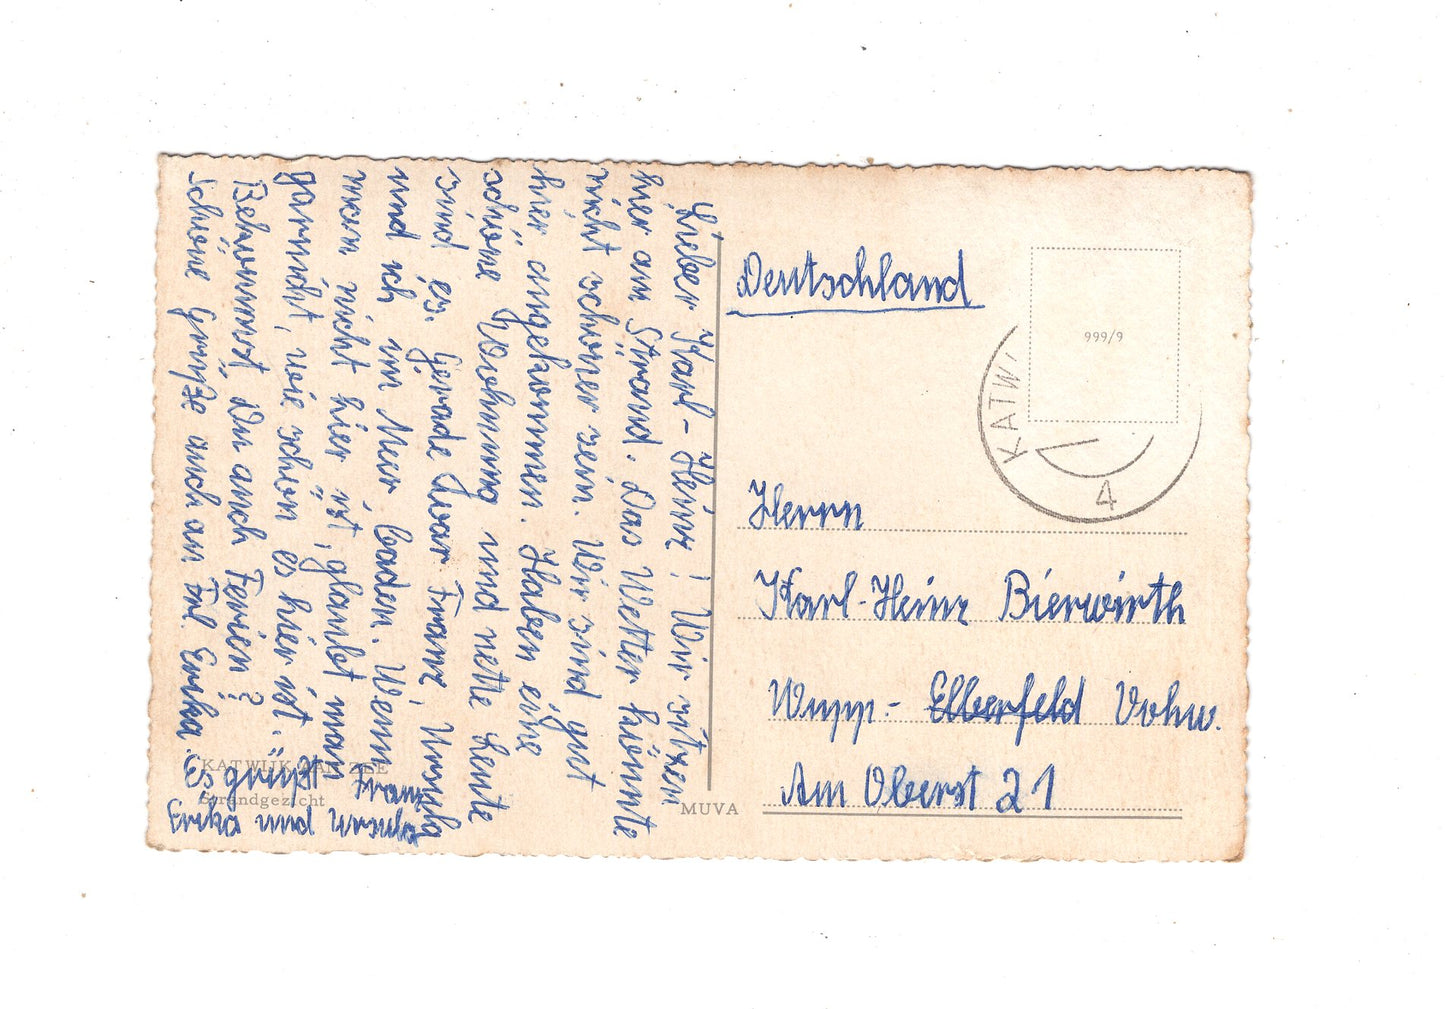 Lieber Karl-Heinz! Wir sitzen
hier am Strand. Das Wetter könnte
nicht schöner sein. Wir sind gut
hier angekommen. Haben eine
schöne Wohnung und nette Leute
sind es. Gerade war Franz, Ursula
und ich im Meer, baden. Wenn
man nicht hier ist, glaubt man
garnicht, wie schön es hier ist.
Bekommst Du auch Ferien?
Schöne Grüße auch an Frl. Erika.
Es grüßt Franz
Erika und Ursula
KATWIJK AAN ZEE
Strandgezicht
MUVA
Deutschland
999/9
KATW
4
Herrn
Karl-Heinz Bierwirth
Wupp.- Elberfeld Vohw.
Am Oberst 21